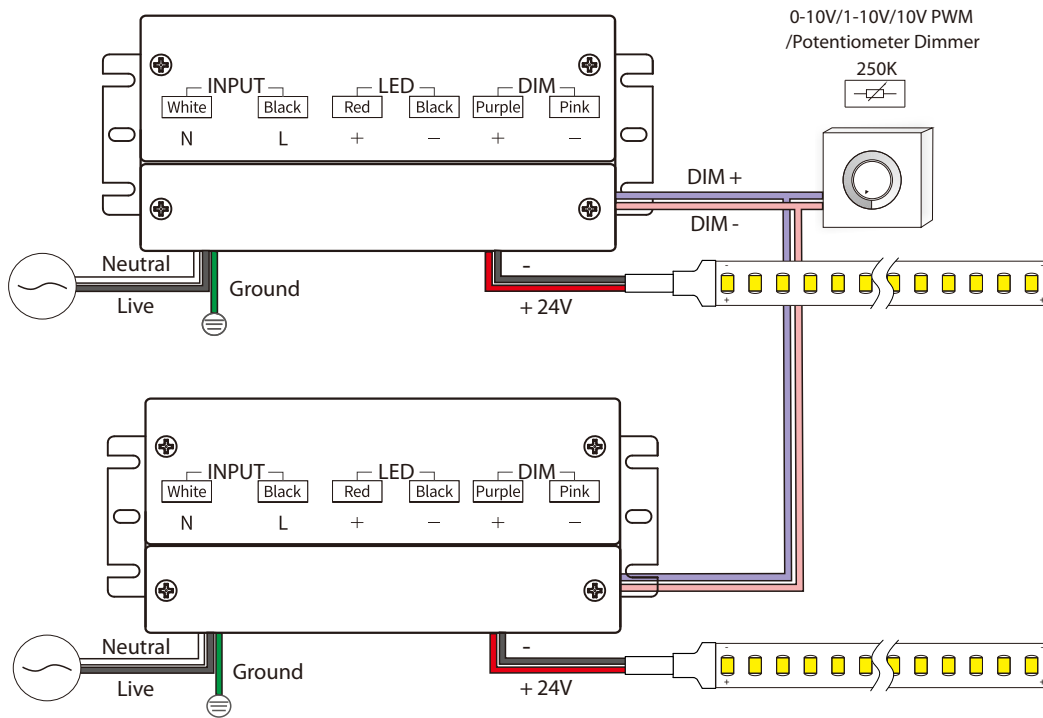 0-10V/1-10V/10V PWM
/Potentiometer Dimmer
250K
INPUT LED DIM
White Black Red Black Purple Pink
N L + − + −
DIM +
DIM -
Neutral
Live
Ground
-
+ 24V
- -
+ +
INPUT LED DIM
White Black Red Black Purple Pink
N L + − + −
Neutral
Live
Ground
-
+ 24V
- -
+ +